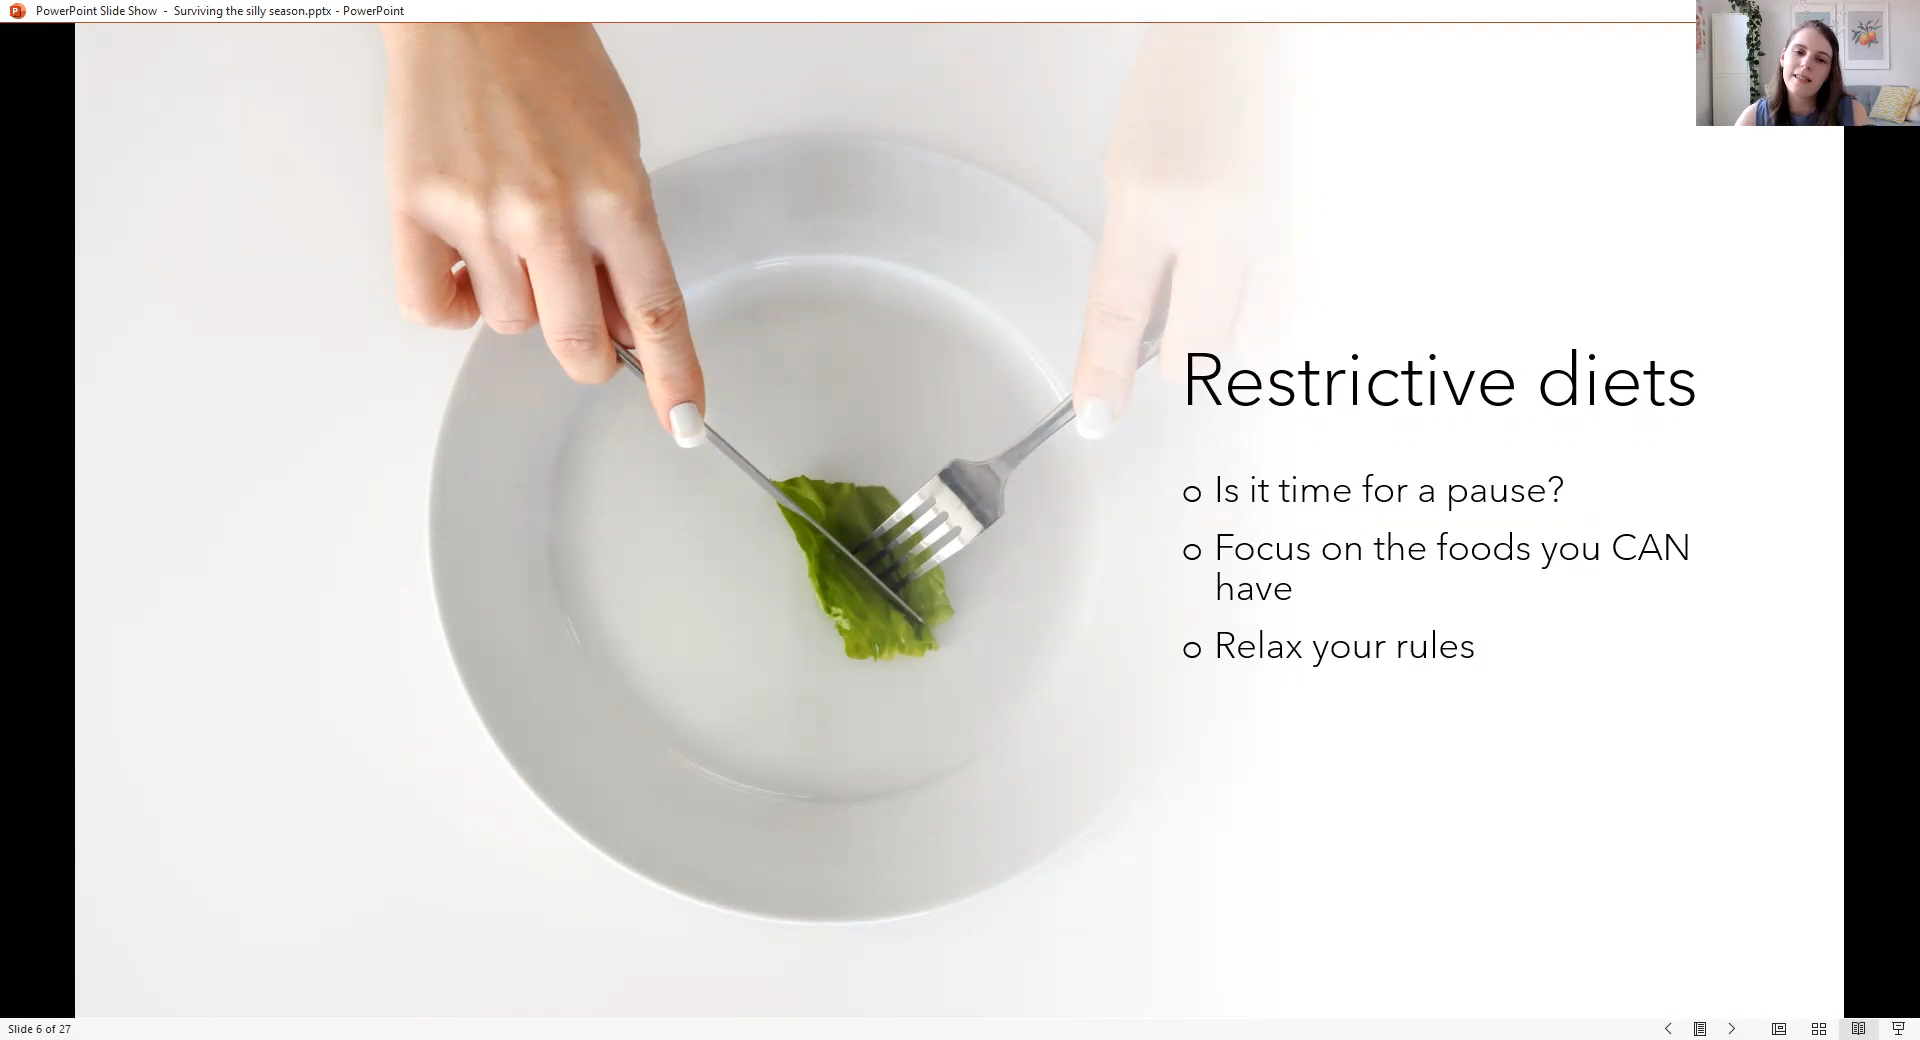 PowerPoint Slide Show - Surviving the silly season.pptx - PowerPoint
Restrictive diets
o Is it time for a pause?
o Focus on the foods you CAN
have
o Relax your rules
Slide 6 of 27